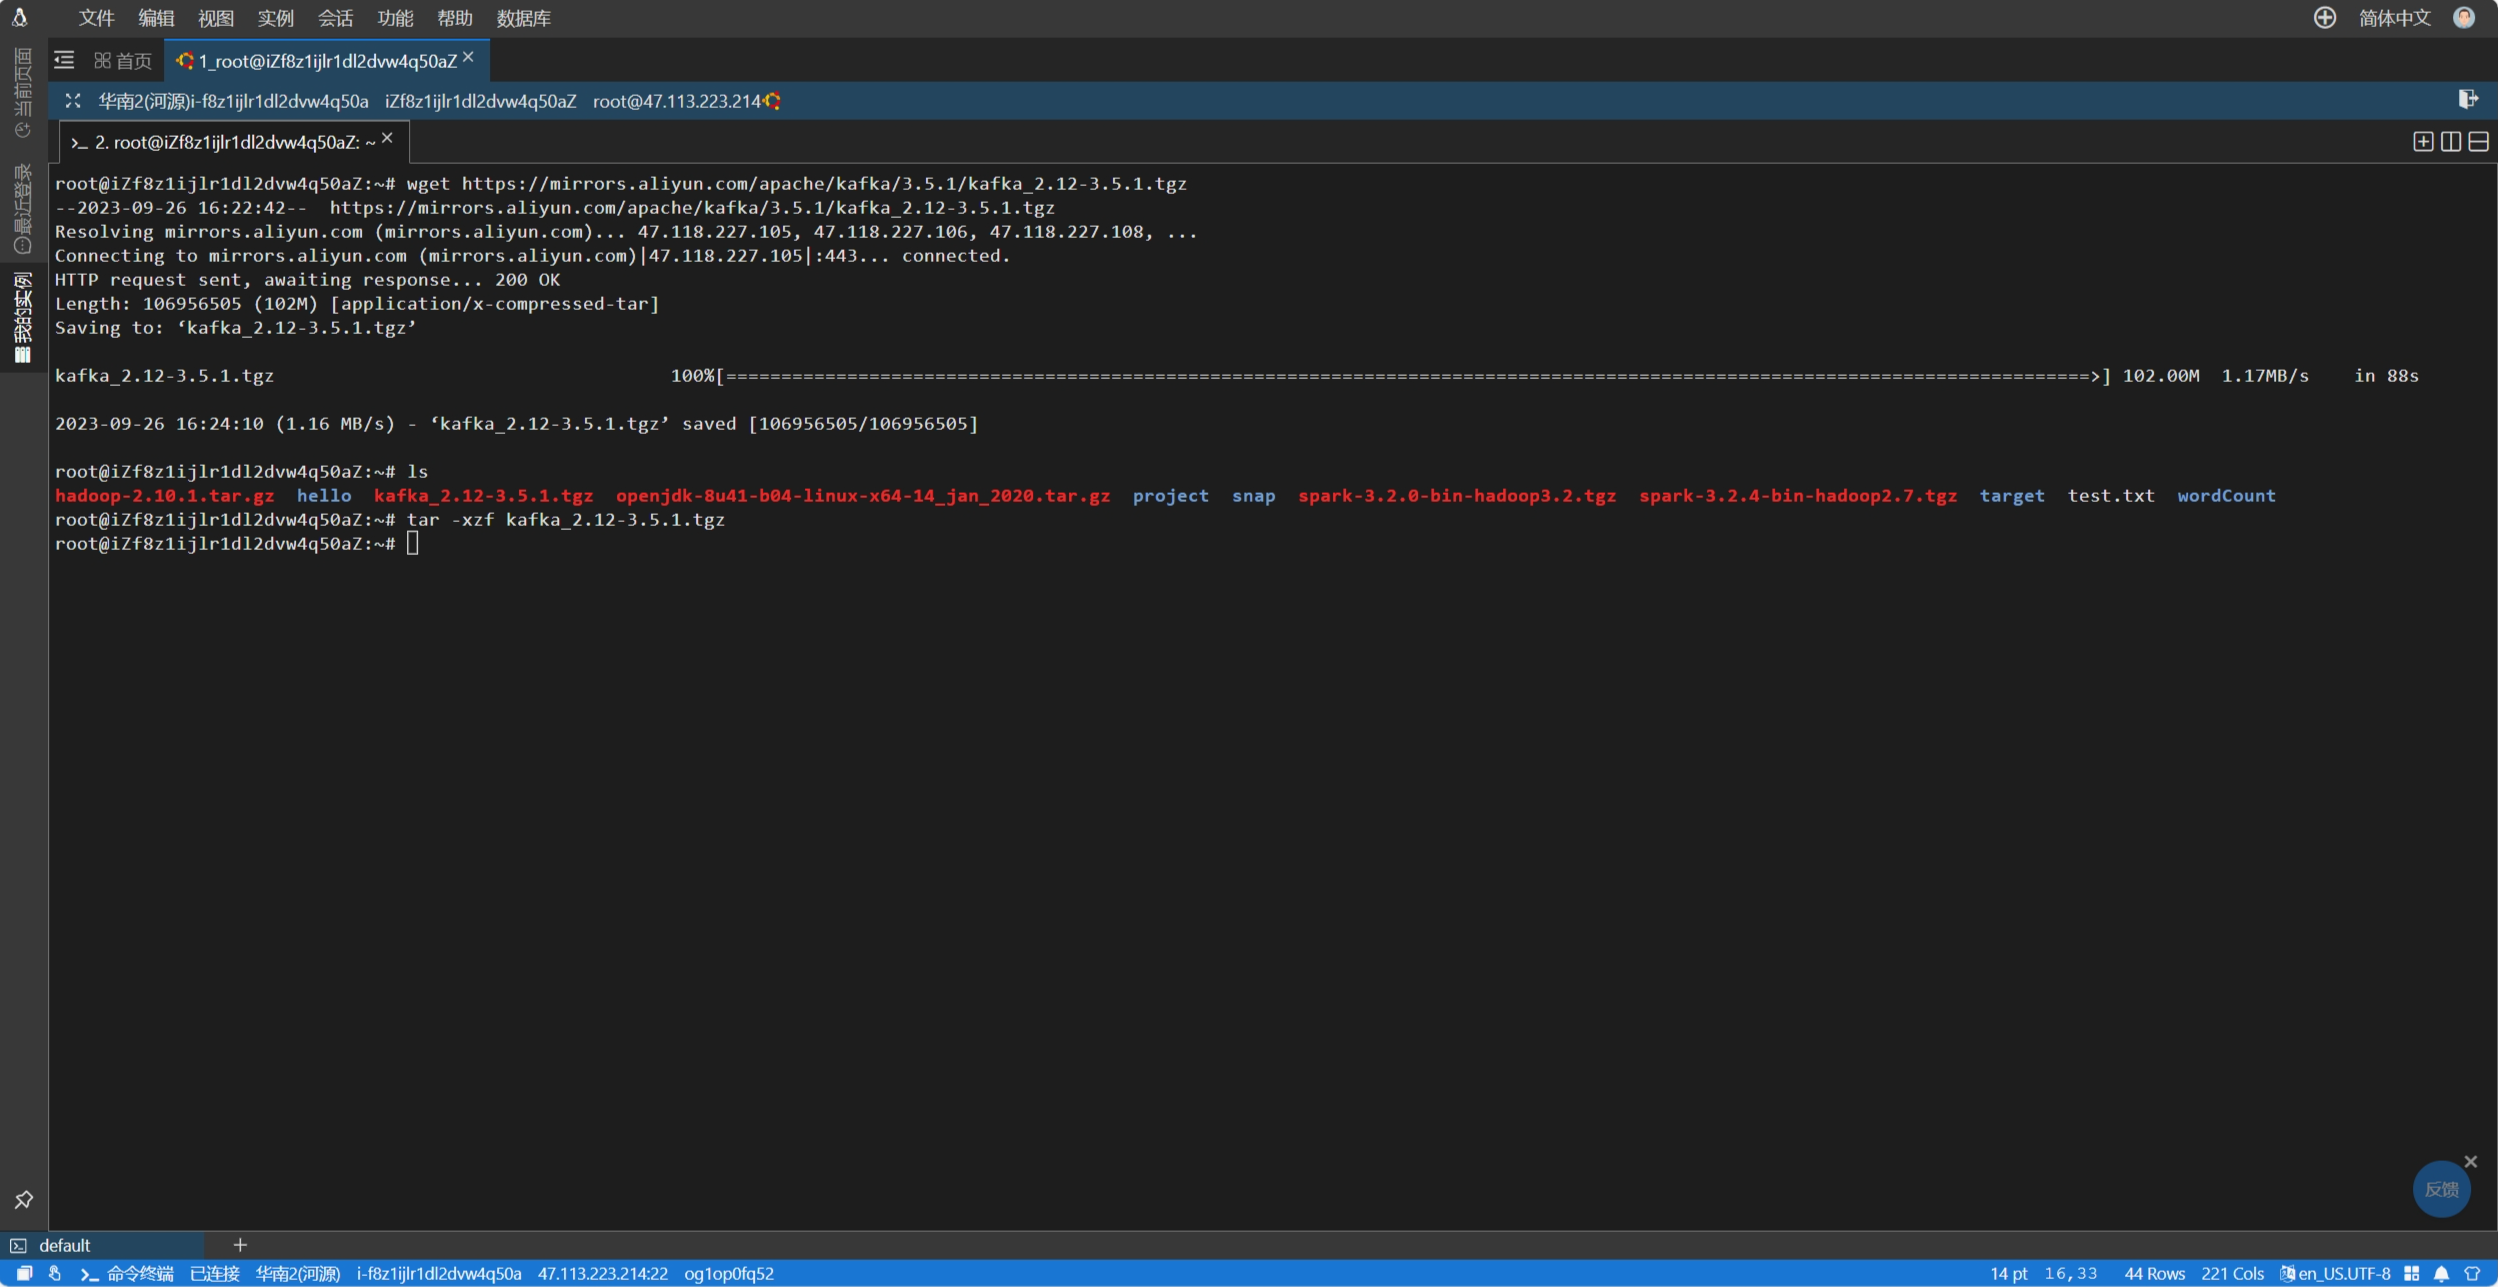 文件 编辑 视图 实例 会话 功能 帮助 数据库 简体中文
首页 1_root@iZf8z1ijlr1dl2dvw4q50aZ
华南2(河源)i-f8z1ijlr1dl2dvw4q50a iZf8z1ijlr1dl2dvw4q50aZ root@47.113.223.214
>_ 2. root@iZf8z1ijlr1dl2dvw4q50aZ: ~
当前页面
最近登录
我的实例
root@iZf8z1ijlr1dl2dvw4q50aZ:~# wget https://mirrors.aliyun.com/apache/kafka/3.5.1/kafka_2.12-3.5.1.tgz
--2023-09-26 16:22:42-- https://mirrors.aliyun.com/apache/kafka/3.5.1/kafka_2.12-3.5.1.tgz
Resolving mirrors.aliyun.com (mirrors.aliyun.com)... 47.118.227.105, 47.118.227.106, 47.118.227.108, ...
Connecting to mirrors.aliyun.com (mirrors.aliyun.com)|47.118.227.105|:443... connected.
HTTP request sent, awaiting response... 200 OK
Length: 106956505 (102M) [application/x-compressed-tar]
Saving to: ‘kafka_2.12-3.5.1.tgz’
kafka_2.12-3.5.1.tgz 100%[============================================================================================================================>] 102.00M 1.17MB/s in 88s
2023-09-26 16:24:10 (1.16 MB/s) - ‘kafka_2.12-3.5.1.tgz’ saved [106956505/106956505]
root@iZf8z1ijlr1dl2dvw4q50aZ:~# ls
hadoop-2.10.1.tar.gz hello kafka_2.12-3.5.1.tgz openjdk-8u41-b04-linux-x64-14_jan_2020.tar.gz project snap spark-3.2.0-bin-hadoop3.2.tgz spark-3.2.4-bin-hadoop2.7.tgz target test.txt wordCount
root@iZf8z1ijlr1dl2dvw4q50aZ:~# tar -xzf kafka_2.12-3.5.1.tgz
root@iZf8z1ijlr1dl2dvw4q50aZ:~#
反馈
default +
>_ 命令终端 已连接 华南2(河源) i-f8z1ijlr1dl2dvw4q50a 47.113.223.214:22 og1op0fq52 14 pt 16,33 44 Rows 221 Cols en_US.UTF-8